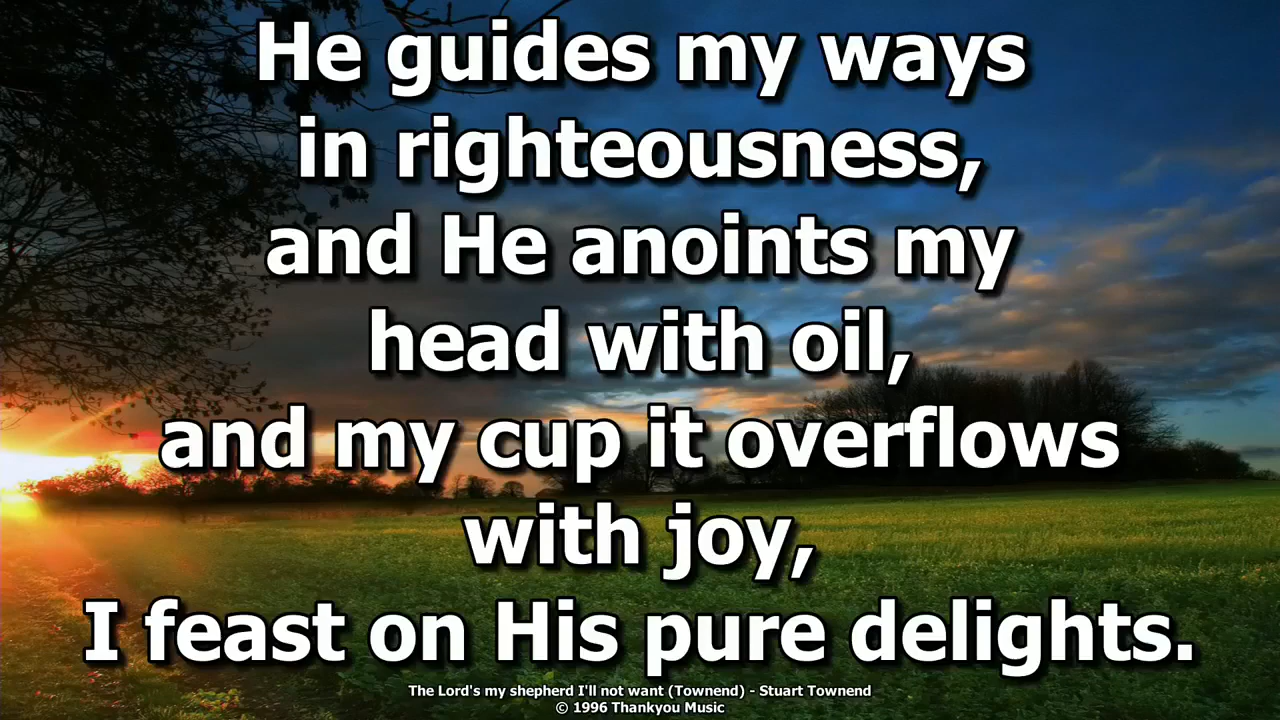 He guides my ways
in righteousness,
and He anoints my
head with oil,
and my cup it overflows
with joy,
I feast on His pure delights.
The Lord's my shepherd I'll not want (Townend) - Stuart Townend
© 1996 Thankyou Music